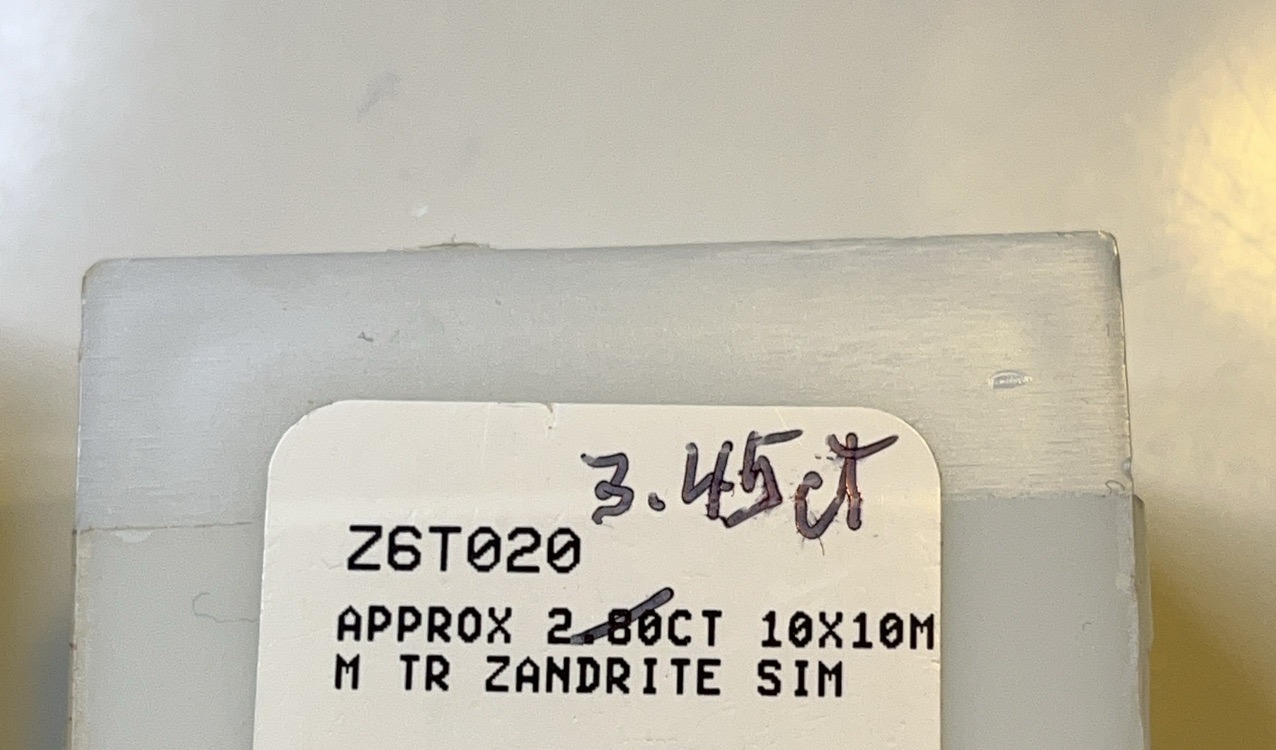 3.45ct
Z6T020
APPROX 2.80CT 10X10M
M TR ZANDRITE SIM